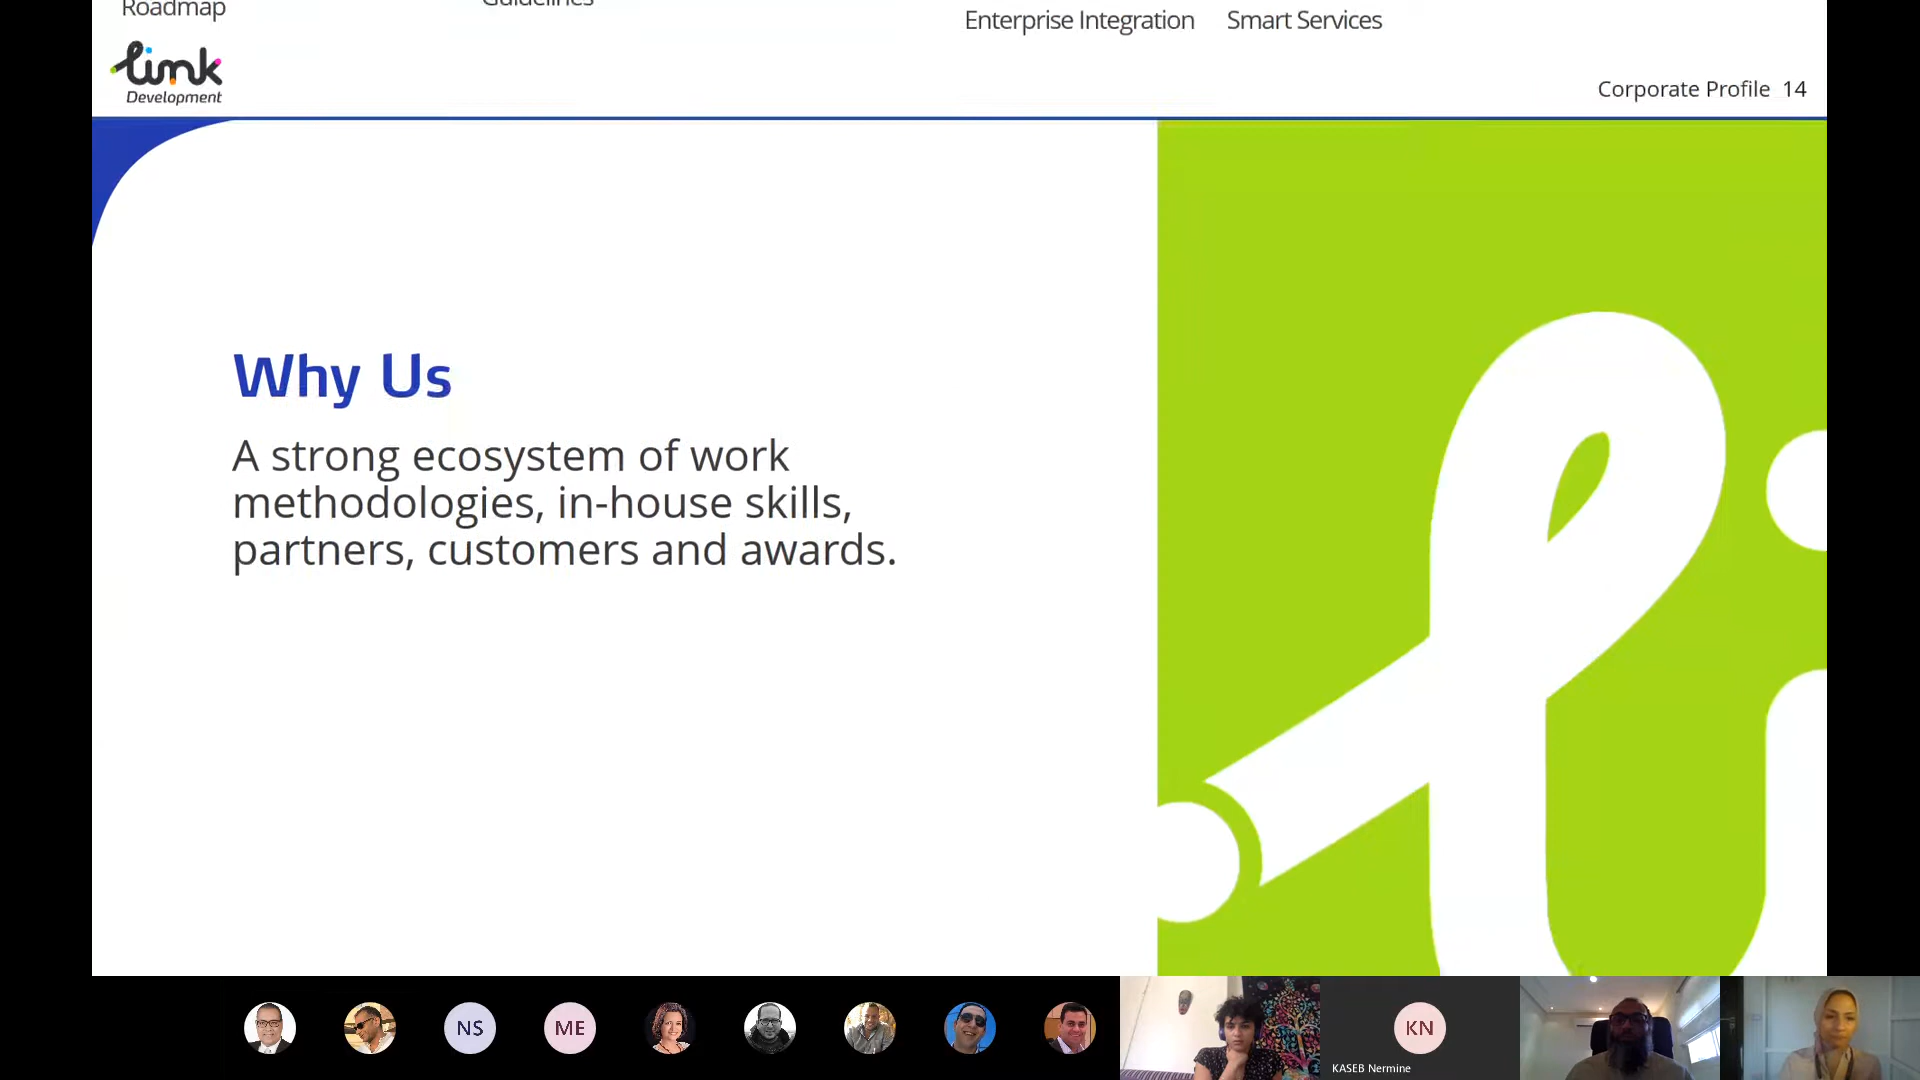 Roadmap
Guidelines
Enterprise Integration
Smart Services
link
Development
Corporate Profile 14
Why Us
A strong ecosystem of work
methodologies, in-house skills,
partners, customers and awards.
NS
ME
KN
KASEB Nermine